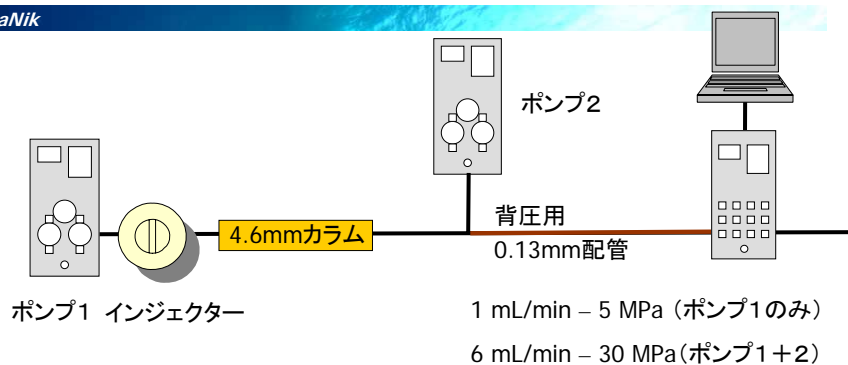 aNik
ポンプ2
4.6mmカラム
背圧用
0.13mm配管
ポンプ1 インジェクター
1 mL/min – 5 MPa (ポンプ1のみ)
6 mL/min – 30 MPa(ポンプ1+2)